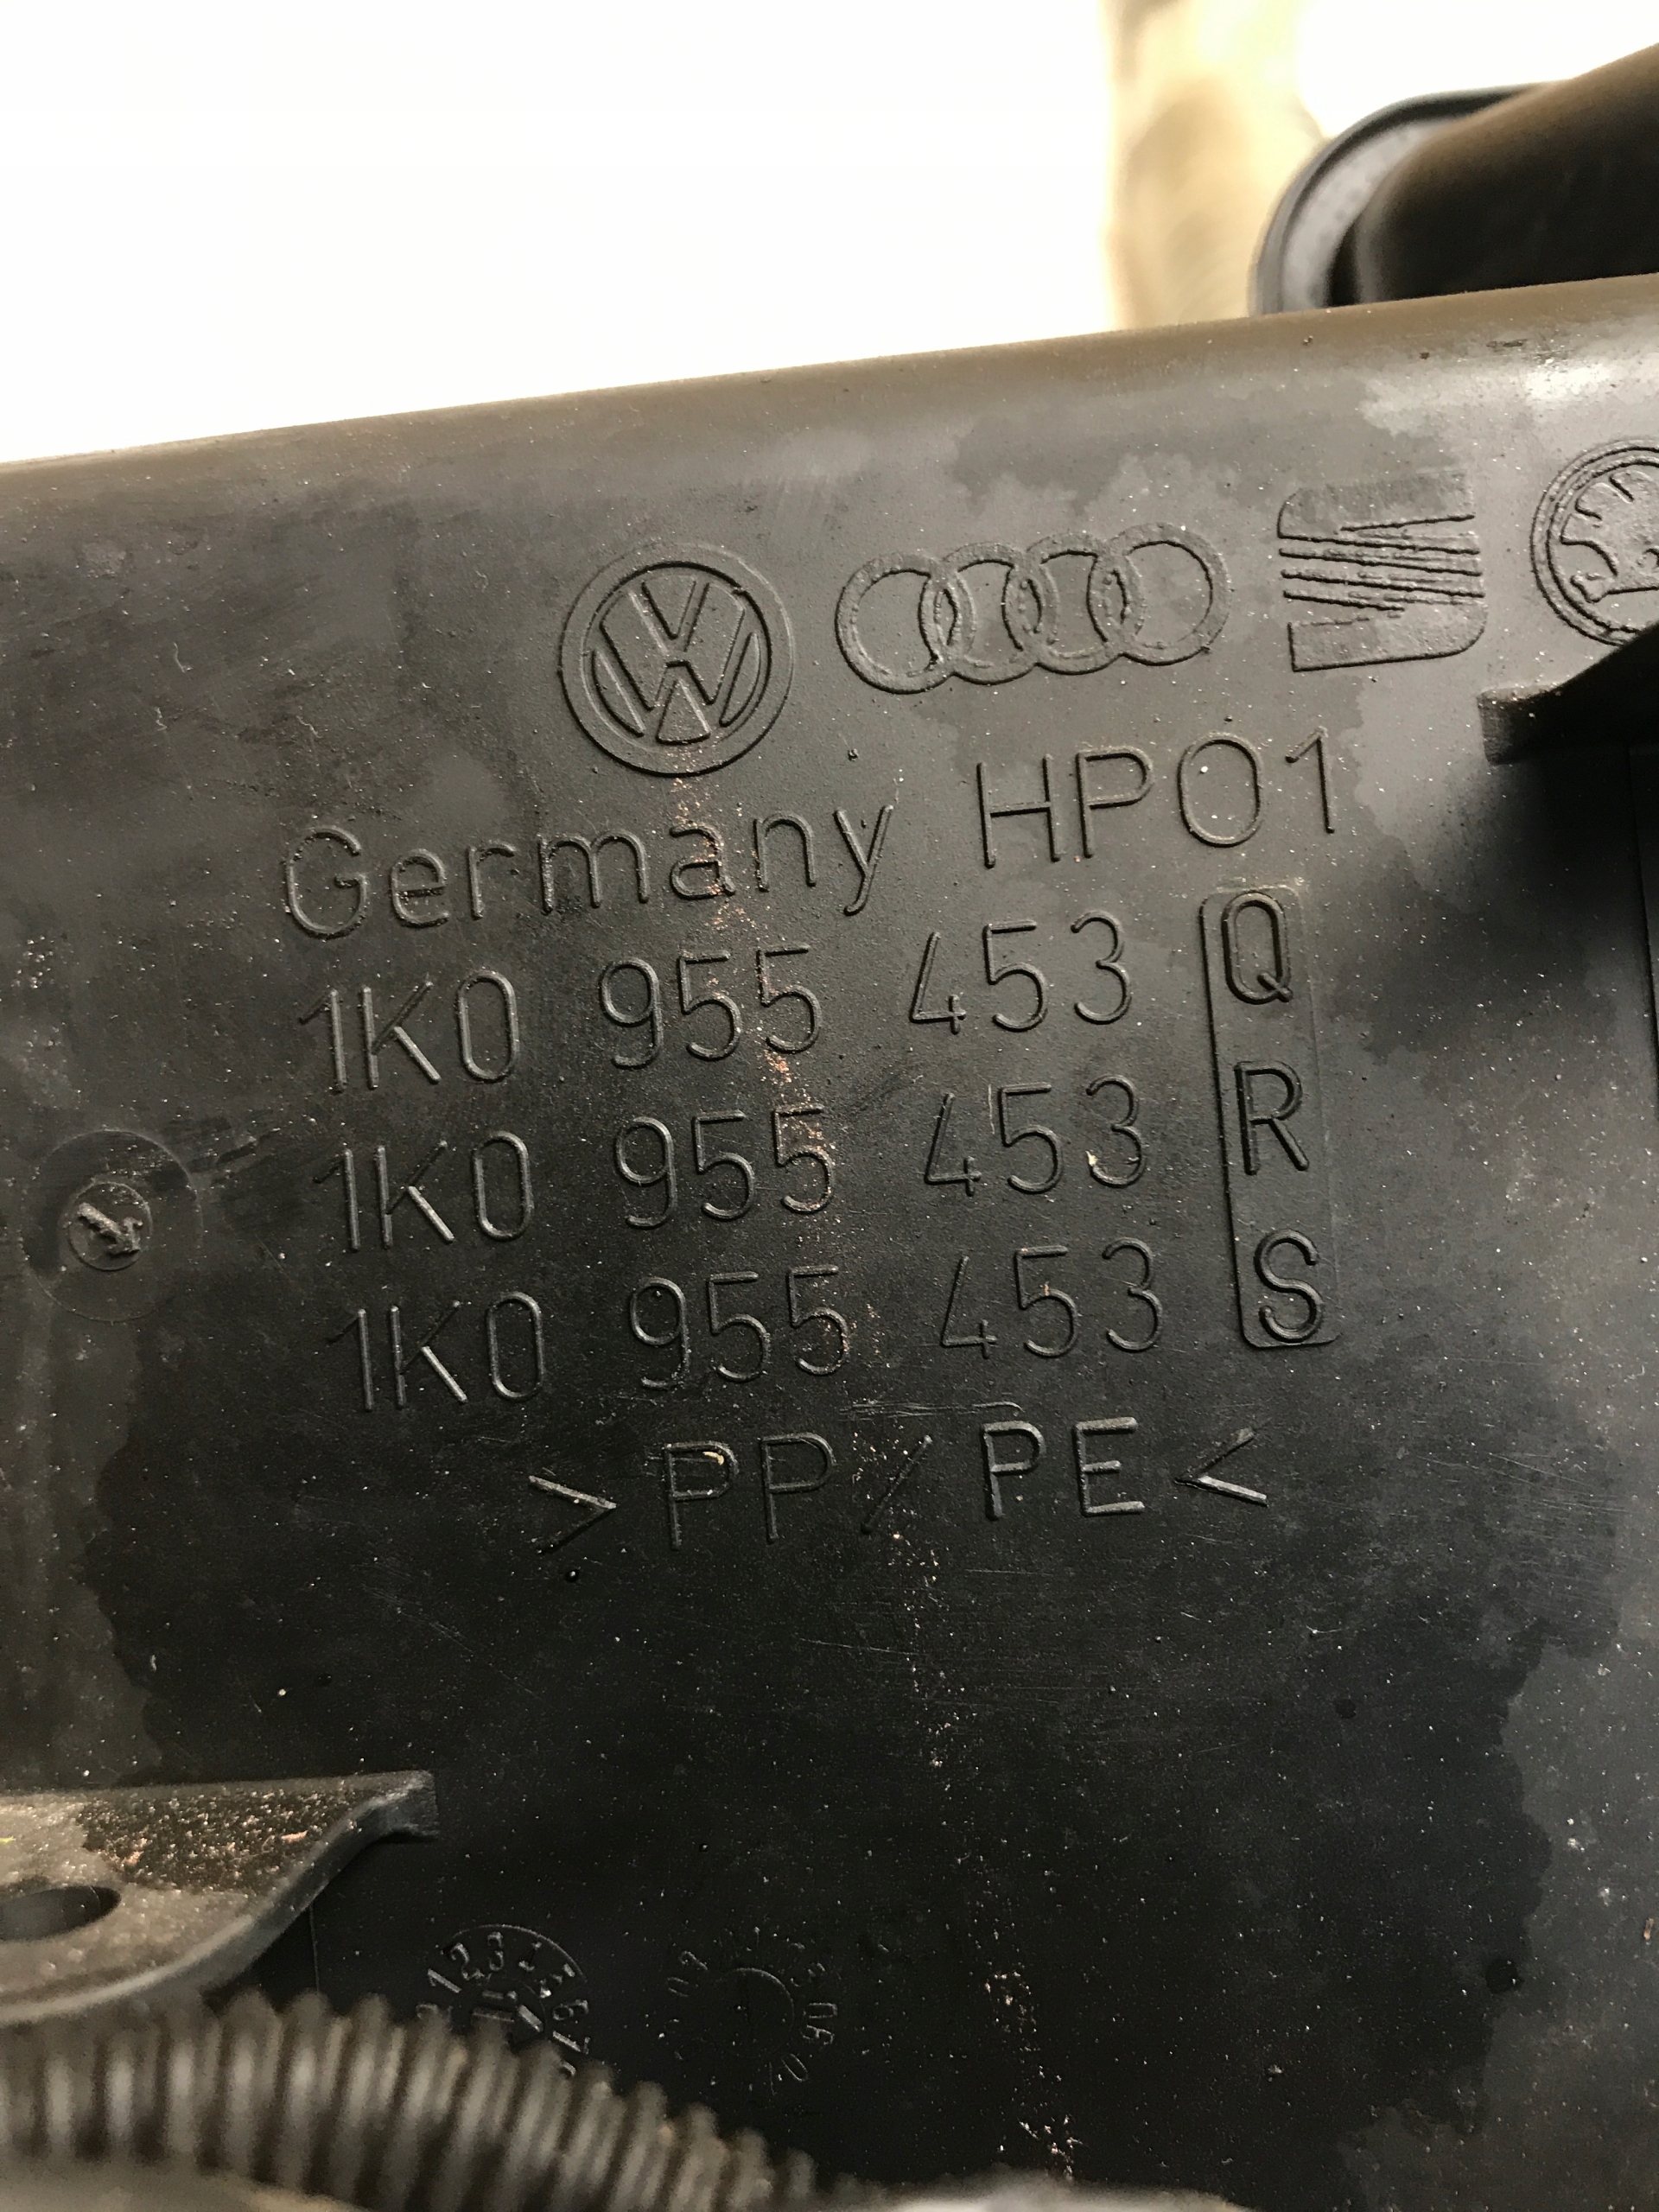 Germany HP01
1K0 955 453 Q
1K0 955 453 R
1K0 955 453 S
>PP/PE<